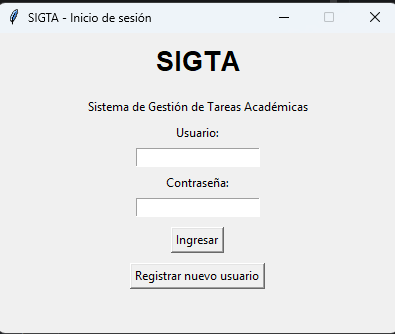 SIGTA - Inicio de sesión
SIGTA
Sistema de Gestión de Tareas Académicas
Usuario:
Contraseña:
Ingresar
Registrar nuevo usuario